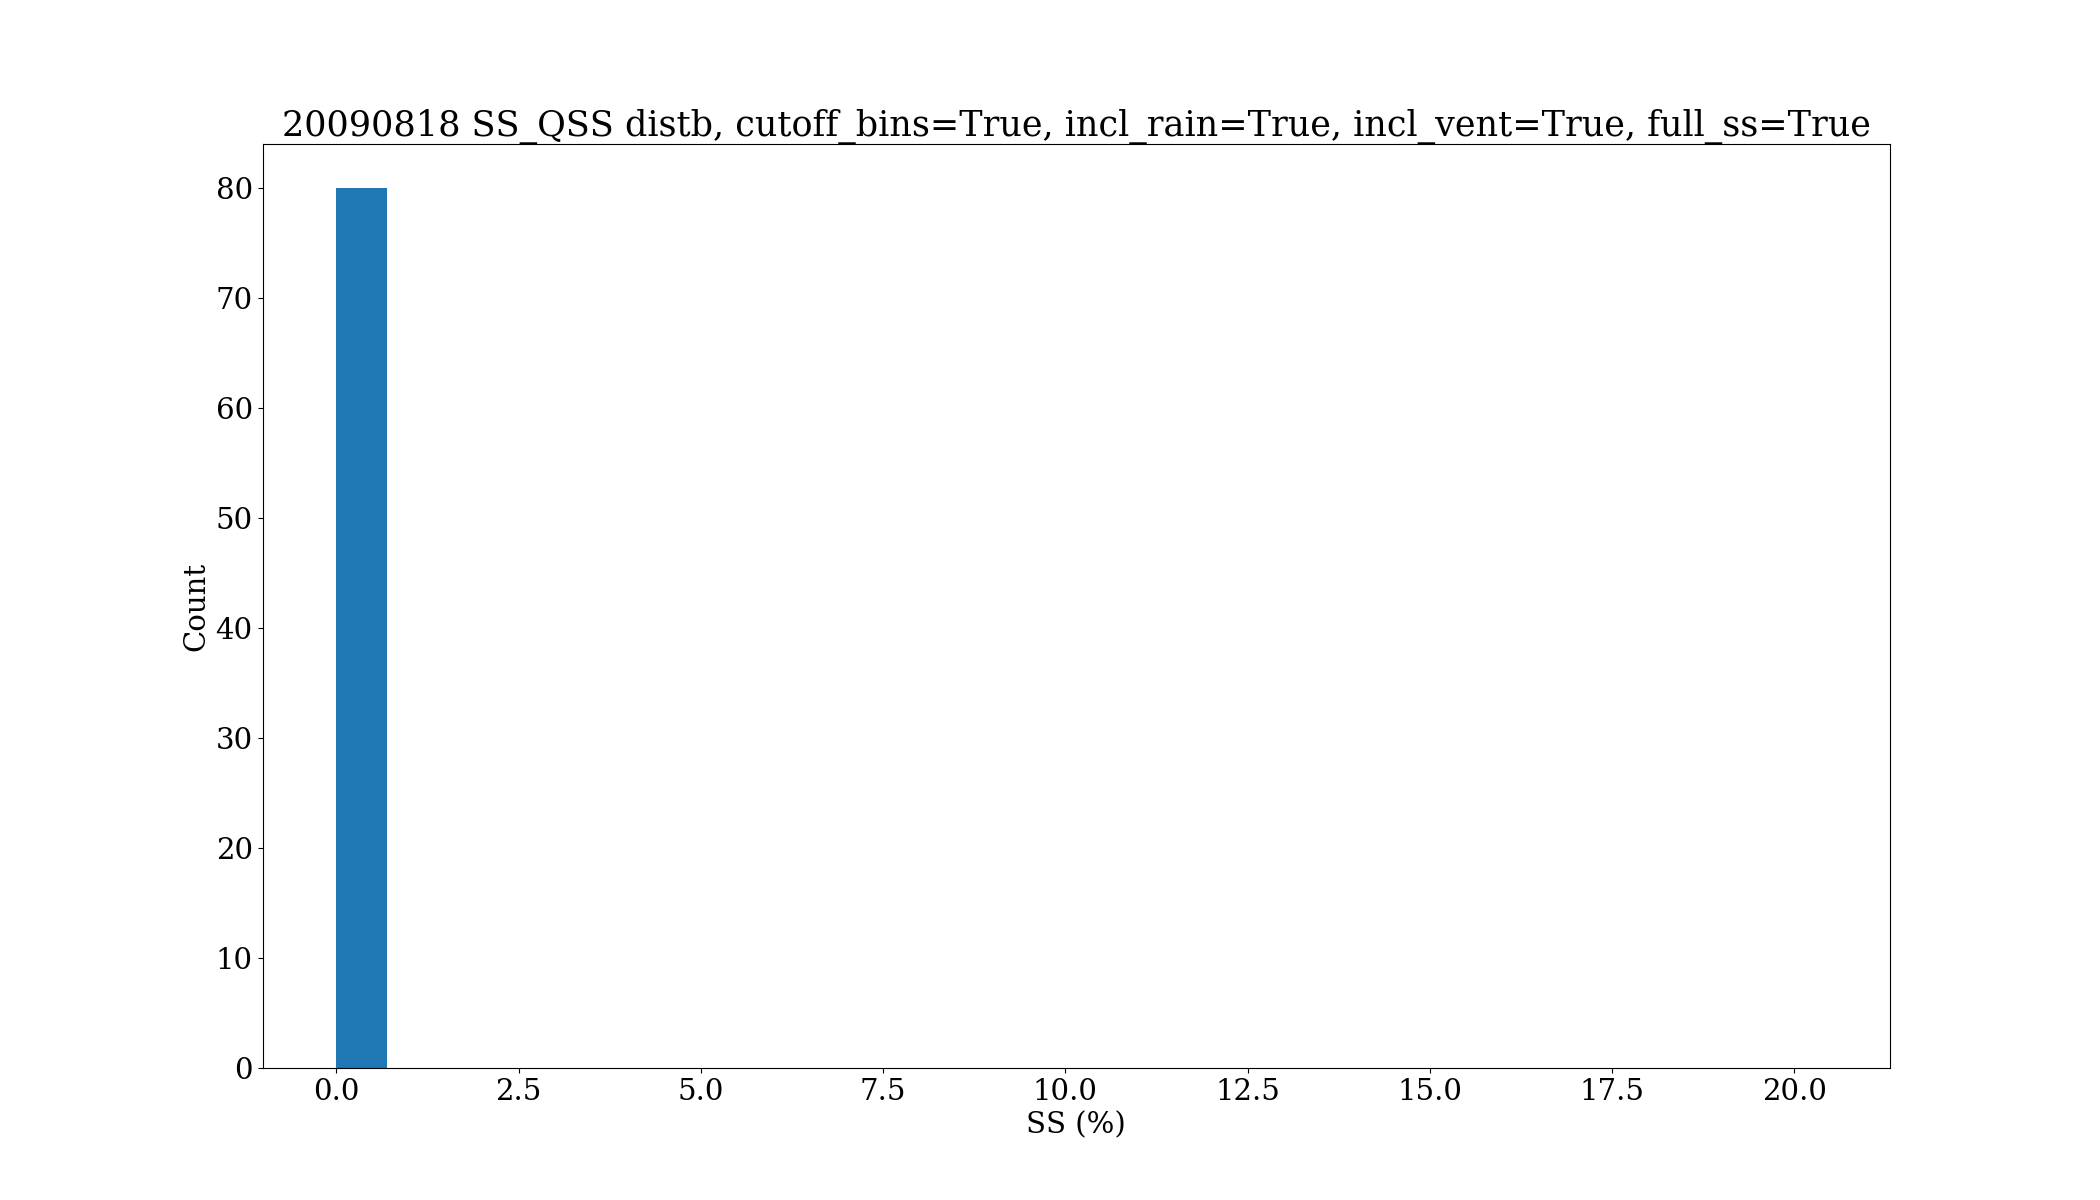 20090818 SS_QSS distb, cutoff_bins=True, incl_rain=True, incl_vent=True, full_ss=True
80
70
60
50
40
30
20
10
0
Count
0.0 2.5 5.0 7.5 10.0 12.5 15.0 17.5 20.0
SS (%)